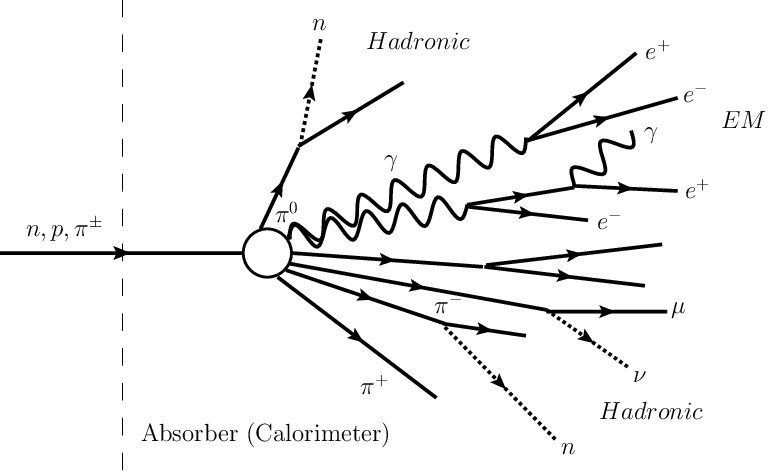 n
Hadronic
e⁺
e⁻
EM
γ
γ
e⁺
π⁰
e⁻
n, p, π^±
π⁻
μ
ν
π⁺
Hadronic
Absorber (Calorimeter)
n